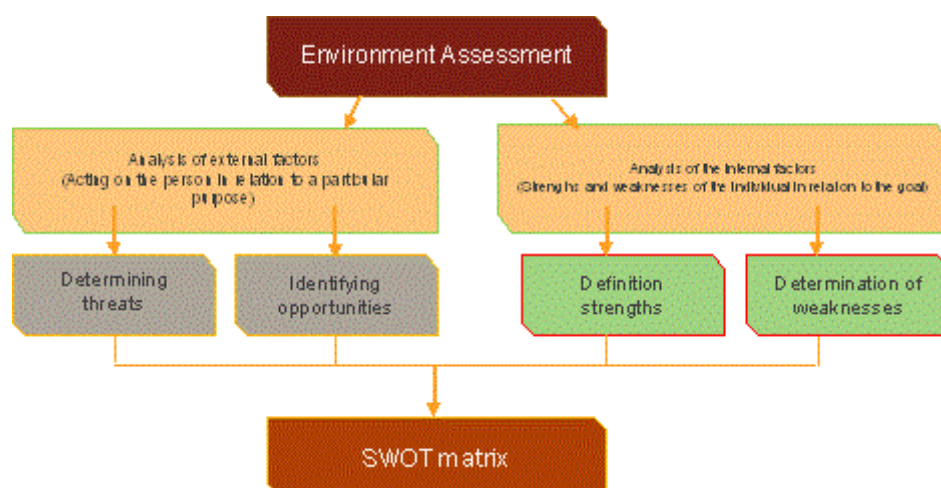 Environment Assessment
Analysis of external factors
(Acting on the person in relation to a particular
purpose)
Analysis of the internal factors
(Strengths and weaknesses of the individual in relation to the goal)
Determining
threats
Identifying
opportunities
Definition
strengths
Determination of
weaknesses
SWOT matrix